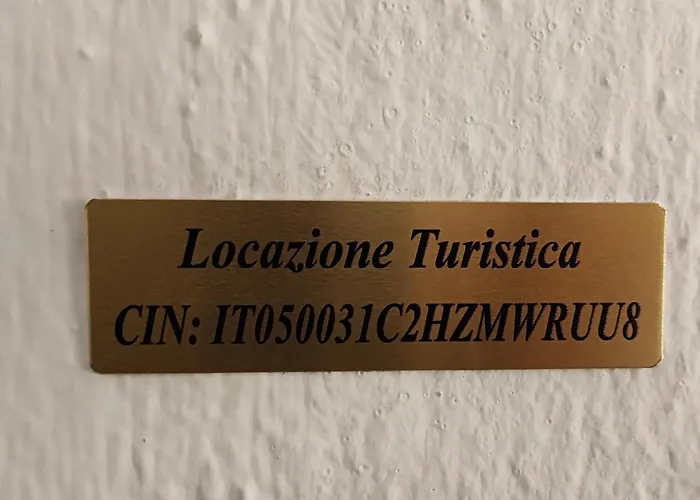 Locazione Turistica
CIN: IT050031C2HZMWRUU8